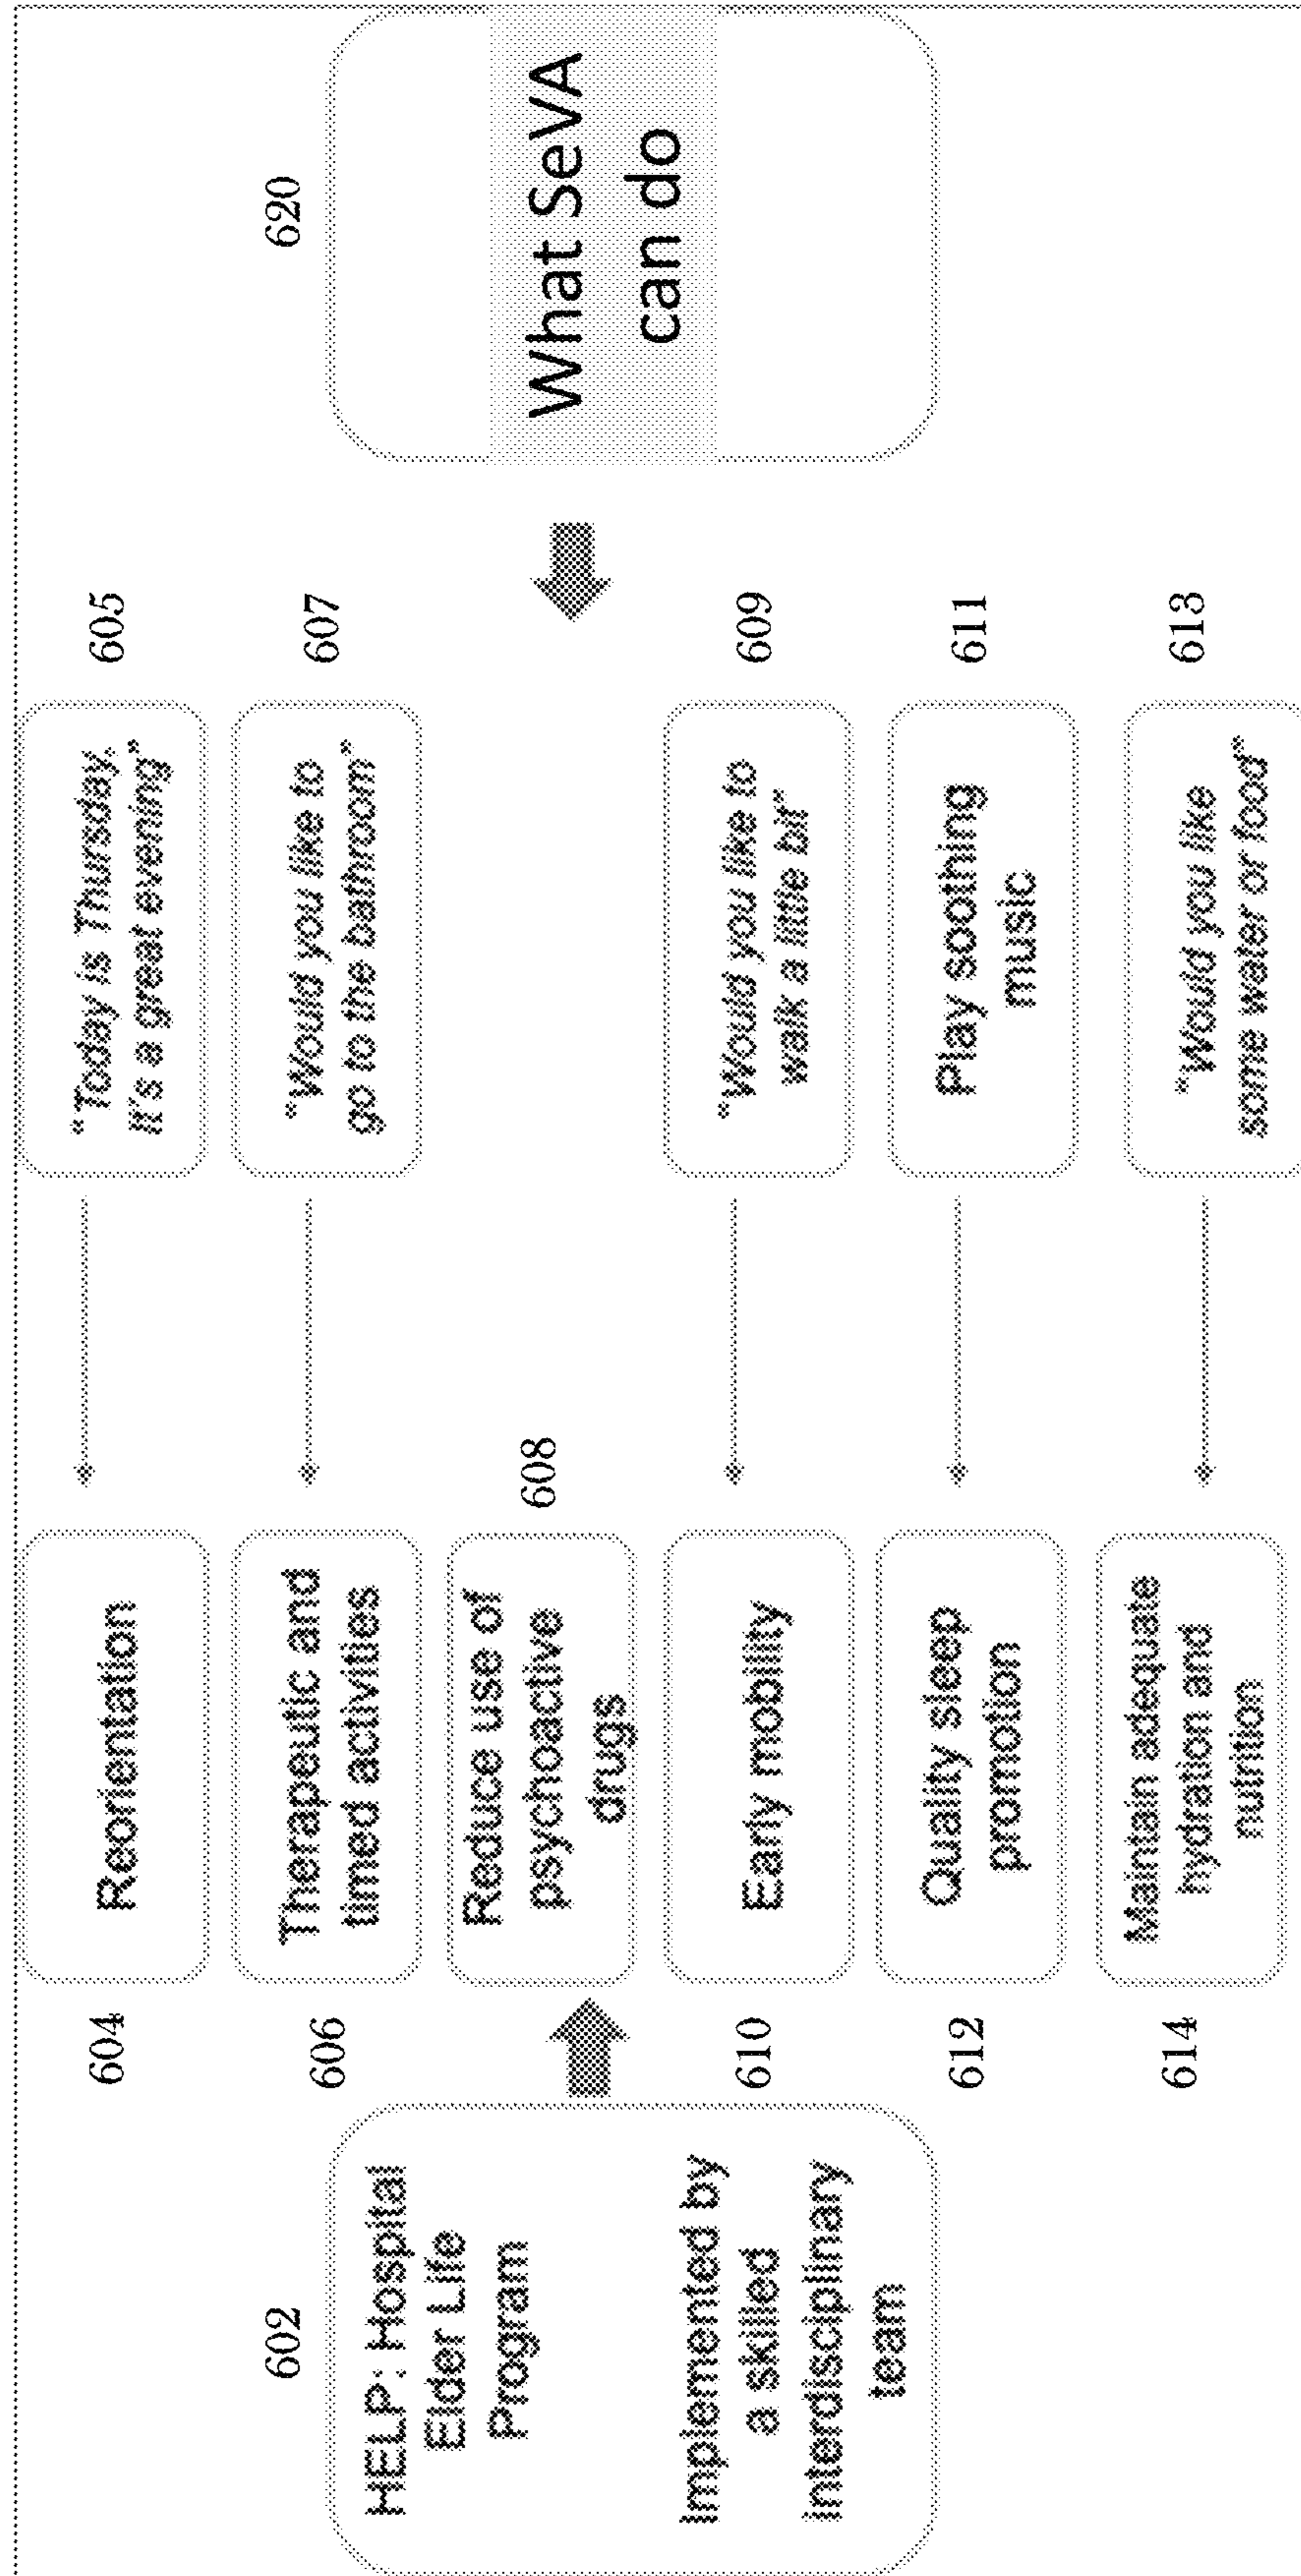 602
HELP: Hospital
Elder Life
Program
Implemented by
a skilled
interdisciplinary
team
604
Reorientation
606
Therapeutic and
timed activities
Reduce use of
psychoactive
drugs
608
610
Early mobility
612
Quality sleep
promotion
614
Maintain adequate
hydration and
nutrition
"Today is Thursday,
it's a great evening"
605
"Would you like to
go to the bathroom"
607
"Would you like to
walk a little bit"
609
Play soothing
music
611
"Would you like
some water or food"
613
620
What SeVA
can do